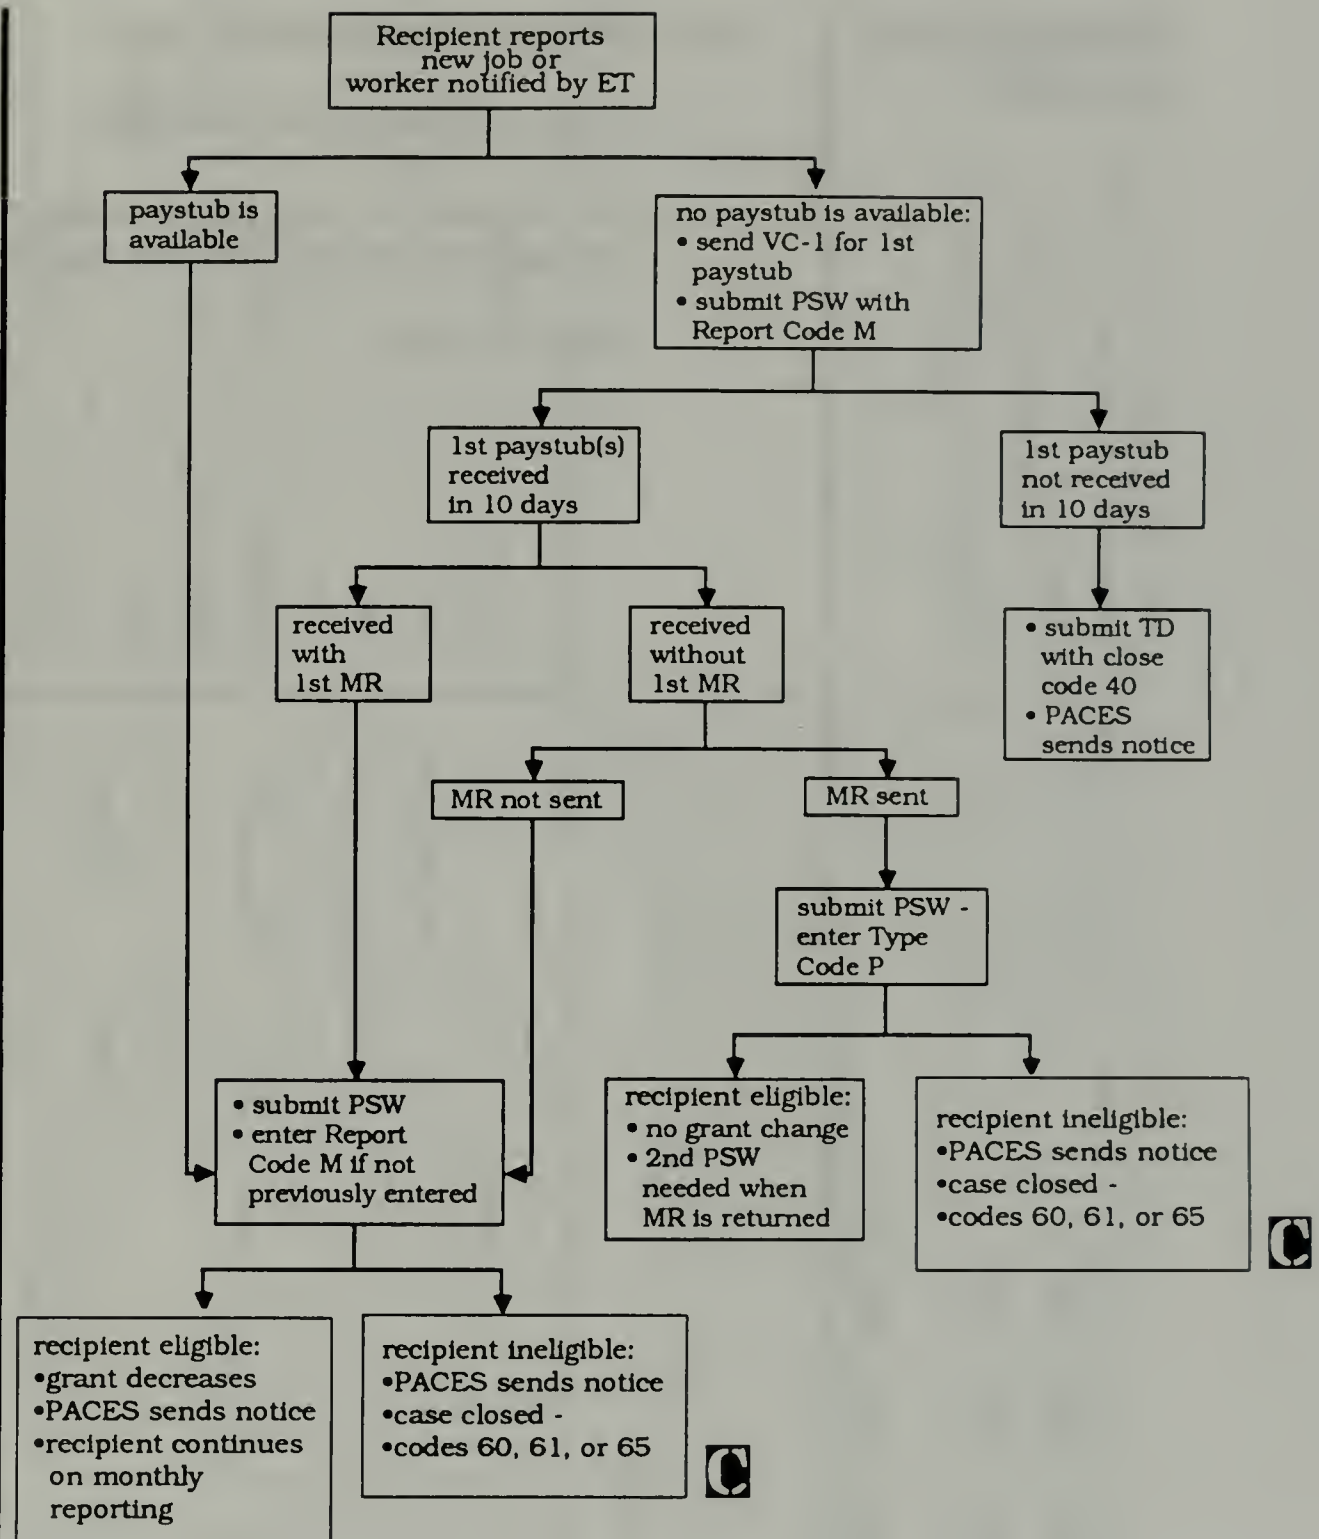 Recipient reports
new job or
worker notified by ET
paystub is
available
no paystub is available:
• send VC-1 for 1st
paystub
• submit PSW with
Report Code M
1st paystub(s)
received
in 10 days
1st paystub
not received
in 10 days
received
with
1st MR
received
without
1st MR
• submit TD
with close
code 40
• PACES
sends notice
MR not sent
MR sent
submit PSW -
enter Type
Code P
• submit PSW
• enter Report
Code M if not
previously entered
recipient eligible:
• no grant change
• 2nd PSW
needed when
MR is returned
recipient ineligible:
•PACES sends notice
•case closed -
•codes 60, 61, or 65
C
recipient eligible:
•grant decreases
•PACES sends notice
•recipient continues
on monthly
reporting
recipient ineligible:
•PACES sends notice
•case closed -
•codes 60, 61, or 65
C